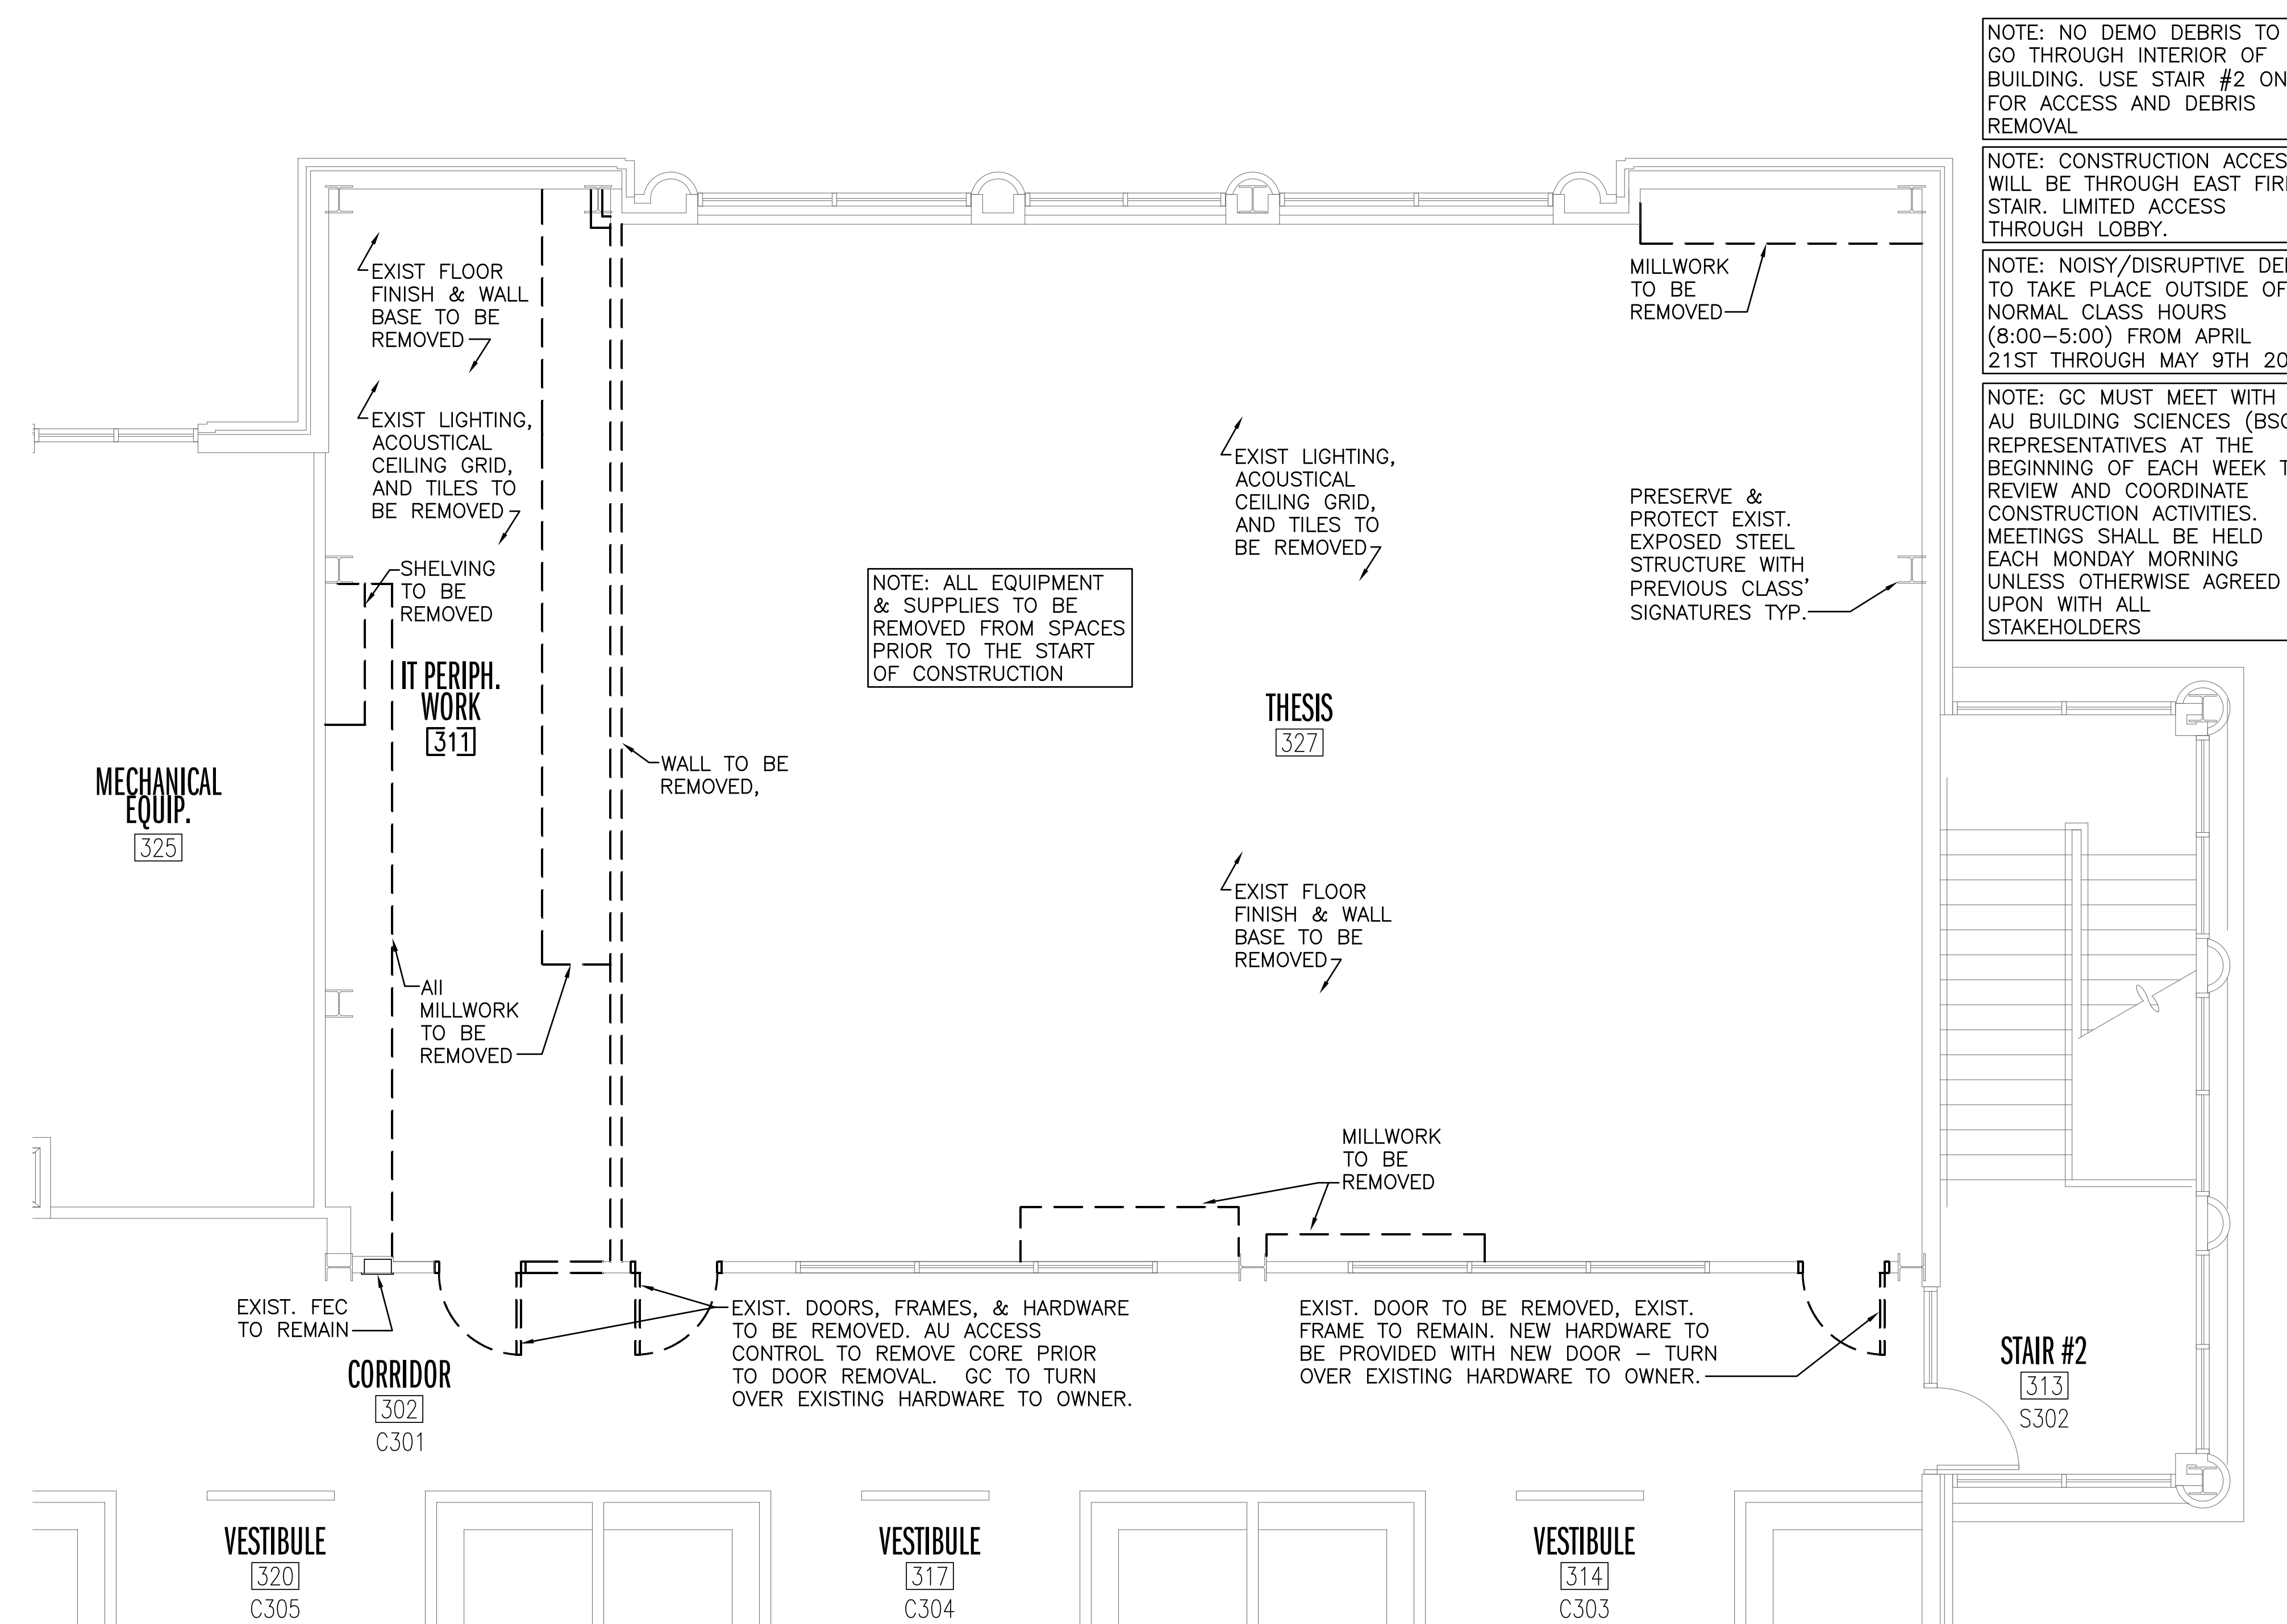 NOTE: NO DEMO DEBRIS TO
GO THROUGH INTERIOR OF
BUILDING. USE STAIR #2
FOR ACCESS AND DEBRIS
REMOVAL
NOTE: CONSTRUCTION
WILL BE THROUGH EAST
STAIR. LIMITED ACCESS
THROUGH LOBBY.
NOTE: NOISY/DISRUPTIVE
TO TAKE PLACE OUTSIDE OF
NORMAL CLASS HOURS
(8:00-5:00) FROM APRIL
21ST THROUGH MAY 9TH
NOTE: GC MUST MEET WITH
AU BUILDING SCIENCES
REPRESENTATIVES AT THE
BEGINNING OF EACH WEEK
REVIEW AND COORDINATE
CONSTRUCTION ACTIVITIES.
MEETINGS SHALL BE HELD
EACH MONDAY MORNING
UNLESS OTHERWISE AGREED
UPON WITH ALL
STAKEHOLDERS
EXIST FLOOR
FINISH & WALL
BASE TO BE
REMOVED
EXIST LIGHTING,
ACOUSTICAL
CEILING GRID,
AND TILES TO
BE REMOVED
SHELVING
TO BE
REMOVED
IT PERIPH.
WORK
311
MECHANICAL
EQUIP.
325
WALL TO BE
REMOVED,
All
MILLWORK
TO BE
REMOVED
NOTE: ALL EQUIPMENT
& SUPPLIES TO BE
REMOVED FROM SPACES
PRIOR TO THE START
OF CONSTRUCTION
EXIST LIGHTING,
ACOUSTICAL
CEILING GRID,
AND TILES TO
BE REMOVED
THESIS
327
EXIST FLOOR
FINISH & WALL
BASE TO BE
REMOVED
MILLWORK
TO BE
REMOVED
PRESERVE &
PROTECT EXIST.
EXPOSED STEEL
STRUCTURE WITH
PREVIOUS CLASS'
SIGNATURES TYP.
MILLWORK
TO BE
REMOVED
EXIST. FEC
TO REMAIN
EXIST. DOORS, FRAMES, & HARDWARE
TO BE REMOVED. AU ACCESS
CONTROL TO REMOVE CORE PRIOR
TO DOOR REMOVAL. GC TO TURN
OVER EXISTING HARDWARE TO OWNER.
EXIST. DOOR TO BE REMOVED, EXIST.
FRAME TO REMAIN. NEW HARDWARE TO
BE PROVIDED WITH NEW DOOR – TURN
OVER EXISTING HARDWARE TO OWNER.
CORRIDOR
302
C301
STAIR #2
313
S302
VESTIBULE
320
C305
VESTIBULE
317
C304
VESTIBULE
314
C303